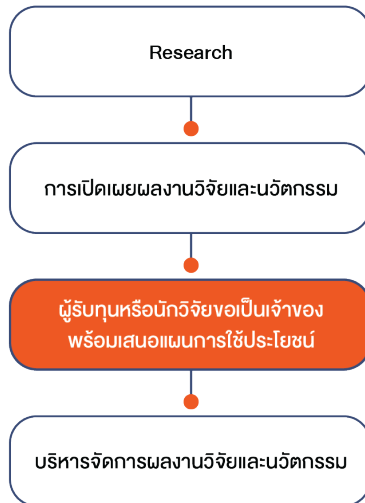 Research
การเปิดเผยผลงานวิจัยและนวัตกรรม
ผู้รับทุนหรือนักวิจัยขอเป็นเจ้าของ
พร้อมเสนอแผนการใช้ประโยชน์
บริหารจัดการผลงานวิจัยและนวัตกรรม